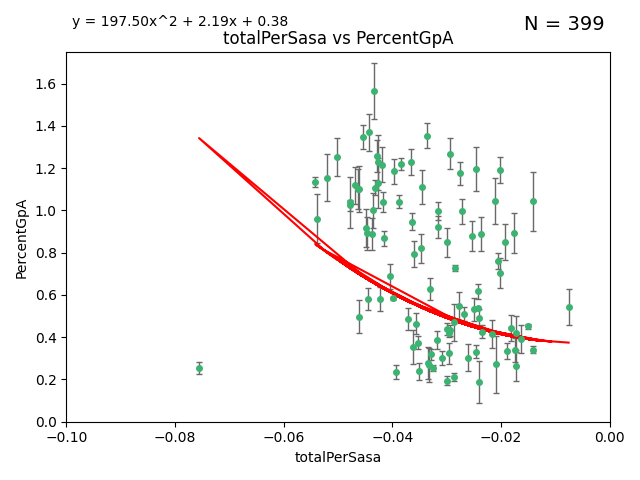 y = 197.50x^2 + 2.19x + 0.38
N = 399
totalPerSasa vs PercentGpA
PercentGpA
1.6
1.4
1.2
1.0
0.8
0.6
0.4
0.2
0.0
−0.10 −0.08 −0.06 −0.04 −0.02 0.00
totalPerSasa